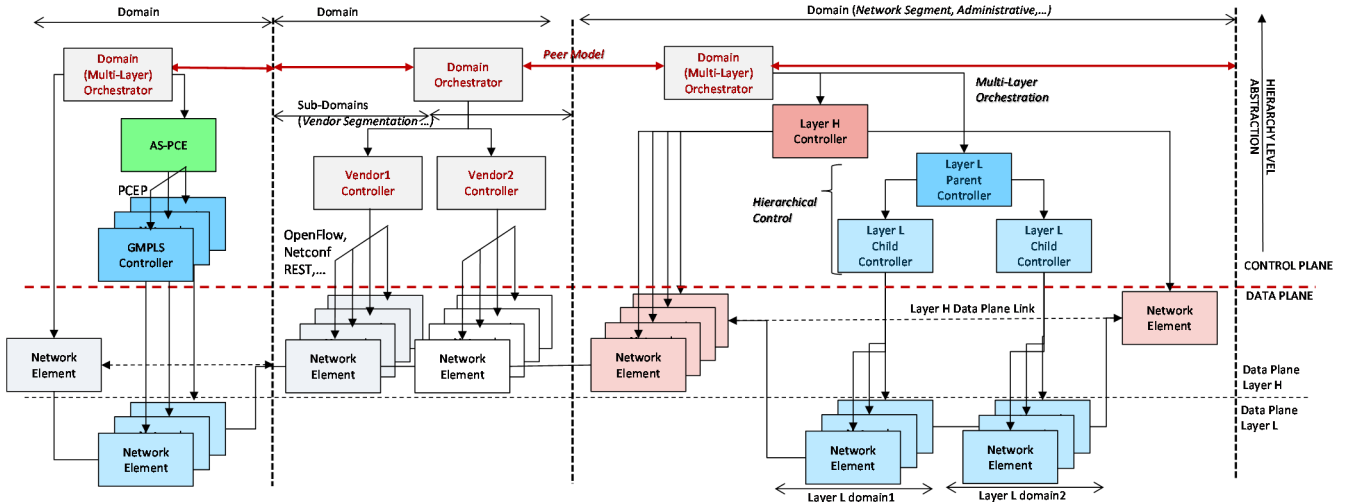 Domain
Domain
Domain (Network Segment, Administrative,...)
Domain
(Multi-Layer)
Orchestrator
Domain
Orchestrator
Peer Model
Domain
(Multi-Layer)
Orchestrator
Multi-Layer
Orchestration
HIERARCHY LEVEL
ABSTRACTION
Sub-Domains
(Vendor Segmentation ...)
AS-PCE
Layer H
Controller
Vendor1
Controller
Vendor2
Controller
Layer L
Parent
Controller
PCEP
Hierarchical
Control
GMPLS
Controller
OpenFlow,
Netconf
REST,...
Layer L
Child
Controller
Layer L
Child
Controller
CONTROL PLANE
DATA PLANE
Layer H Data Plane Link
Network
Element
Network
Element
Network
Element
Network
Element
Network
Element
Data Plane
Layer H
Data Plane
Layer L
Network
Element
Network
Element
Network
Element
Layer L domain1
Layer L domain2